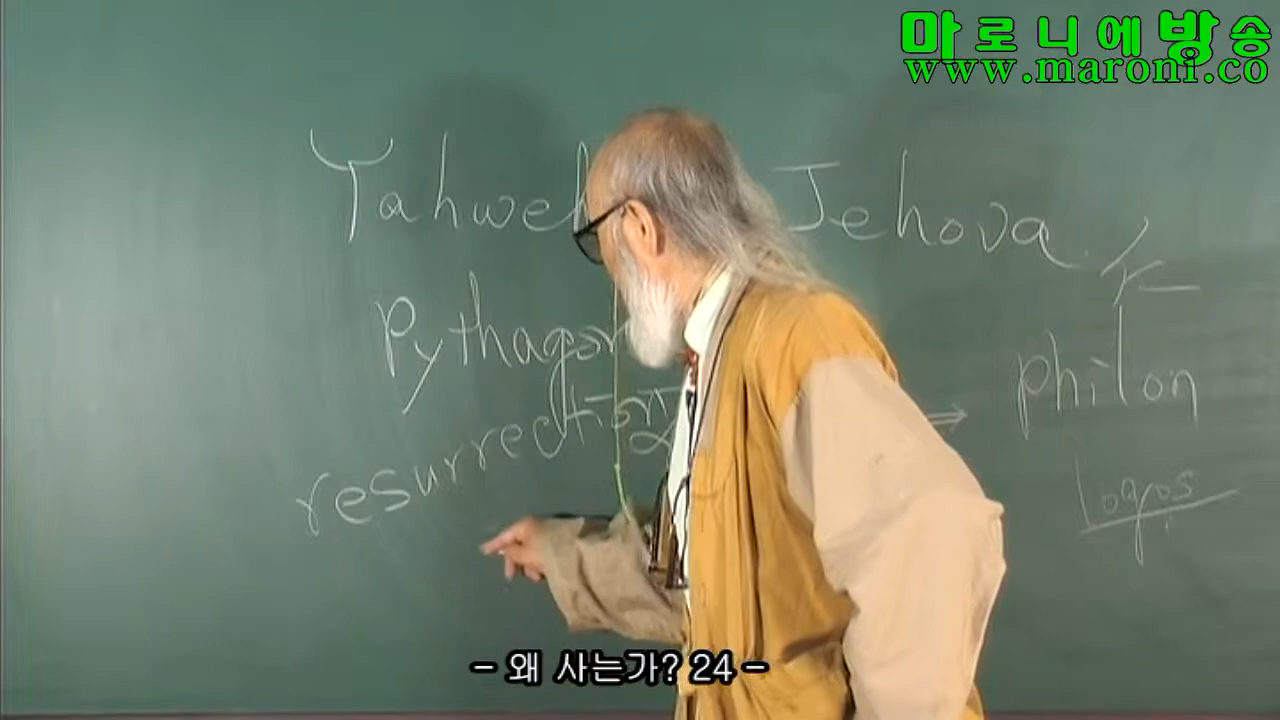 마로니에방송
www.maroni.co
Yahweh Jehova
Pythagor
resurrection ⇒ philon
logos
- 왜 사는가? 24 -